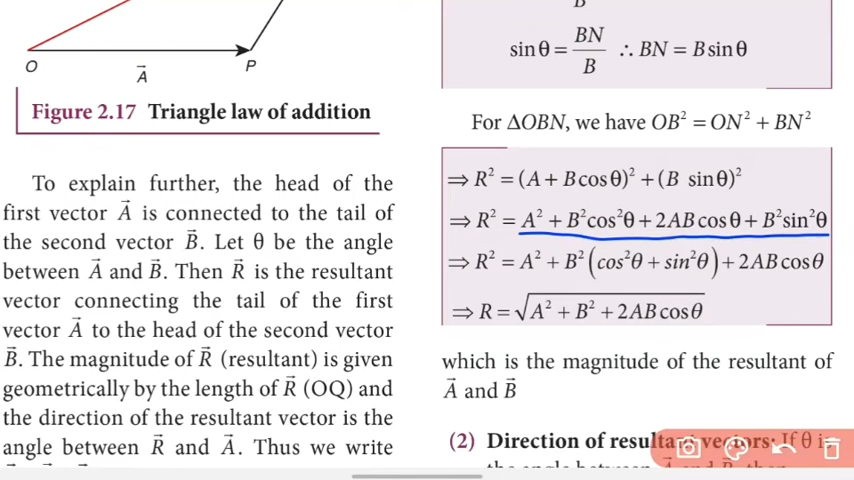 O
A⃗
P
Figure 2.17 Triangle law of addition
To explain further, the head of the
first vector A⃗ is connected to the tail of
the second vector B⃗. Let θ be the angle
between A⃗ and B⃗. Then R⃗ is the resultant
vector connecting the tail of the first
vector A⃗ to the head of the second vector
B⃗. The magnitude of R⃗ (resultant) is given
geometrically by the length of R⃗ (OQ) and
the direction of the resultant vector is the
angle between R⃗ and A⃗. Thus we write
B
sinθ = BN/B ∴ BN = B sinθ
For ΔOBN, we have OB² = ON² + BN²
⇒ R² = (A + B cosθ)² + (B sinθ)²
⇒ R² = A² + B²cos²θ + 2AB cosθ + B²sin²θ
⇒ R² = A² + B²(cos²θ + sin²θ) + 2AB cosθ
⇒ R = √(A² + B² + 2AB cosθ)
which is the magnitude of the resultant of
A⃗ and B⃗
(2) Direction of resultant vectors: If θ is